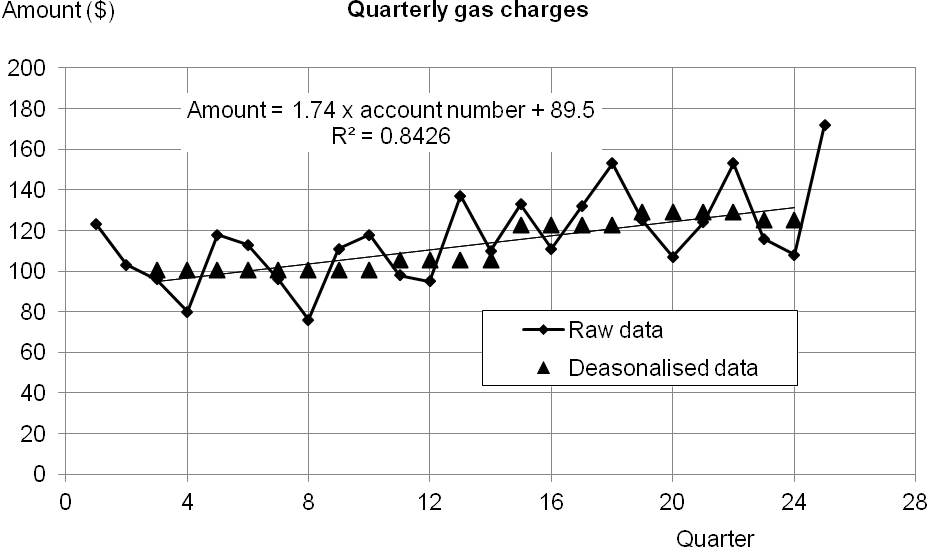 Amount ($)
Quarterly gas charges
200
180
160
140
120
100
80
60
40
20
0
Amount = 1.74 x account number + 89.5
R² = 0.8426
Raw data
Deasonalised data
0 4 8 12 16 20 24 28
Quarter